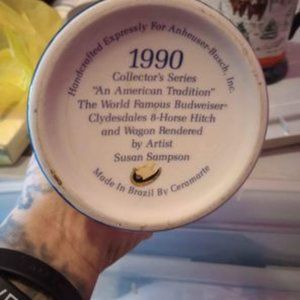 Handcrafted Expressly For Anheuser-Busch, Inc.
1990
Collector's Series
"An American Tradition"
The World Famous Budweiser-
Clydesdales 8-Horse Hitch
and Wagon Rendered
by Artist
Susan Sampson
Made In Brazil By Ceramarte